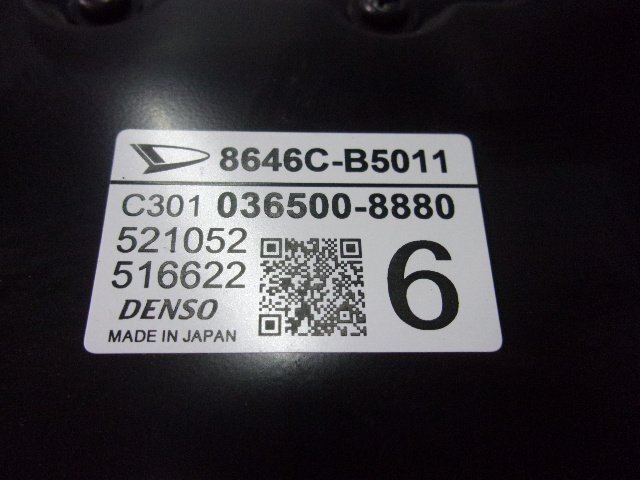 8646C-B5011
C301 036500-8880
521052
516622
6
DENSO
MADE IN JAPAN